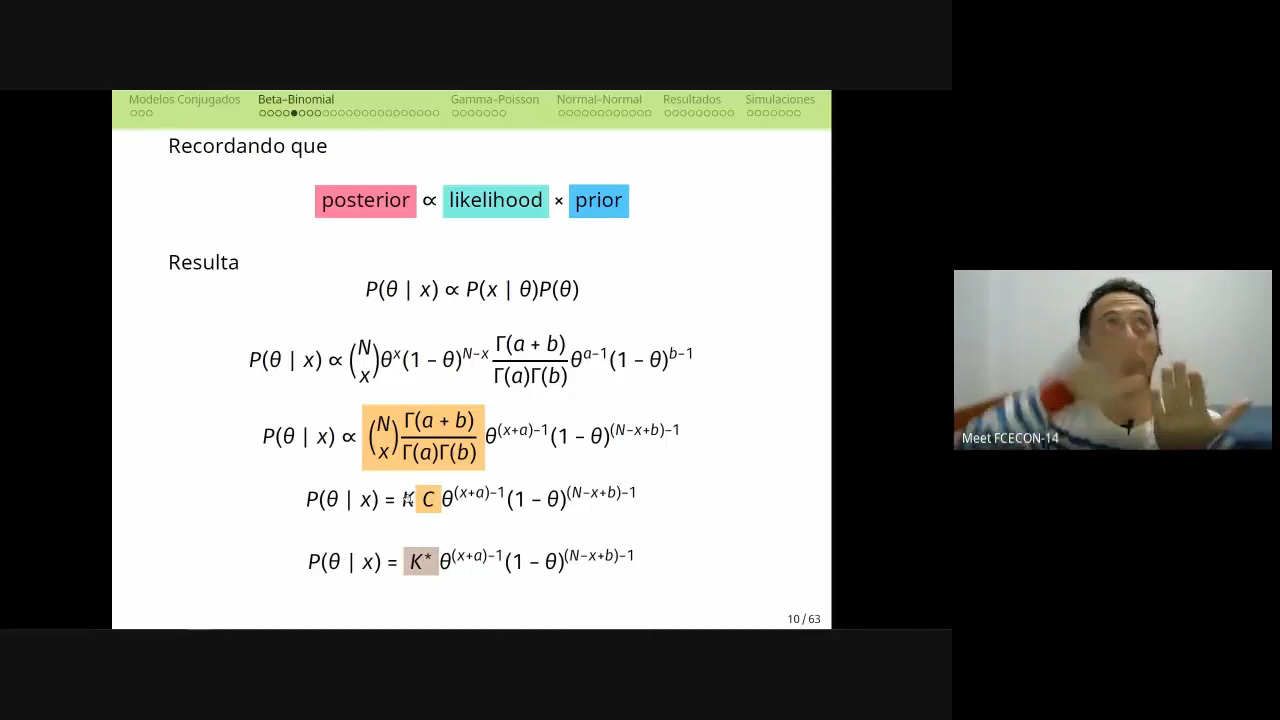 Modelos Conjugados Beta–Binomial Gamma–Poisson Normal–Normal Resultados Simulaciones
Recordando que
posterior ∝ likelihood × prior
Resulta
P(θ | x) ∝ P(x | θ)P(θ)
P(θ | x) ∝ (N x) θ^x (1 − θ)^{N−x} Γ(a + b) / Γ(a)Γ(b) θ^{a−1} (1 − θ)^{b−1}
P(θ | x) ∝ (N x) Γ(a + b) / Γ(a)Γ(b) θ^{(x+a)−1} (1 − θ)^{(N−x+b)−1}
P(θ | x) = K C θ^{(x+a)−1} (1 − θ)^{(N−x+b)−1}
P(θ | x) = K* θ^{(x+a)−1} (1 − θ)^{(N−x+b)−1}
10 / 63
Meet FCECON-14